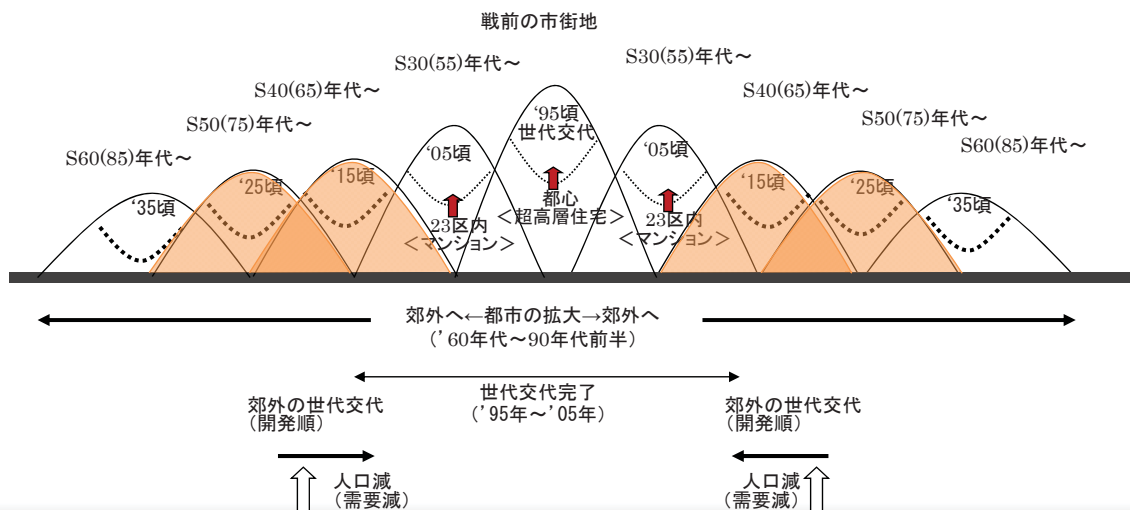 戦前の市街地
S30(55)年代～
S30(55)年代～
S40(65)年代～
S40(65)年代～
S50(75)年代～
S50(75)年代～
S60(85)年代～
S60(85)年代～
‘95頃
世代交代
‘05頃
‘05頃
‘15頃
‘15頃
‘25頃
‘25頃
‘35頃
‘35頃
都心
＜超高層住宅＞
23区内
＜マンション＞
23区内
＜マンション＞
郊外へ←都市の拡大→郊外へ
(’60年代～90年代前半)
世代交代完了
(’95年～’05年)
郊外の世代交代
(開発順)
郊外の世代交代
(開発順)
人口減
(需要減)
人口減
(需要減)